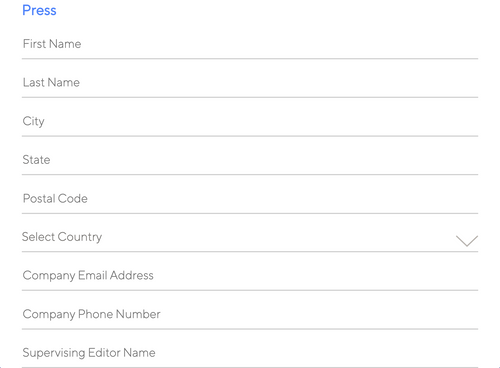 Press
First Name
Last Name
City
State
Postal Code
Select Country
Company Email Address
Company Phone Number
Supervising Editor Name